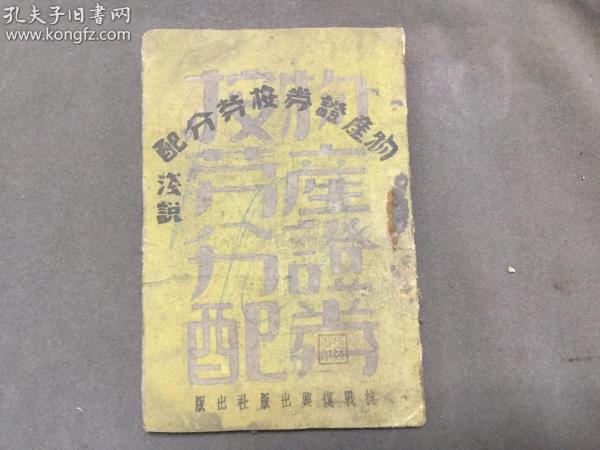 孔夫子旧书网
www.kongfz.com
物產證券按勞分配
淺説
物產證券
按勞分配
抗戰復興出版社出版